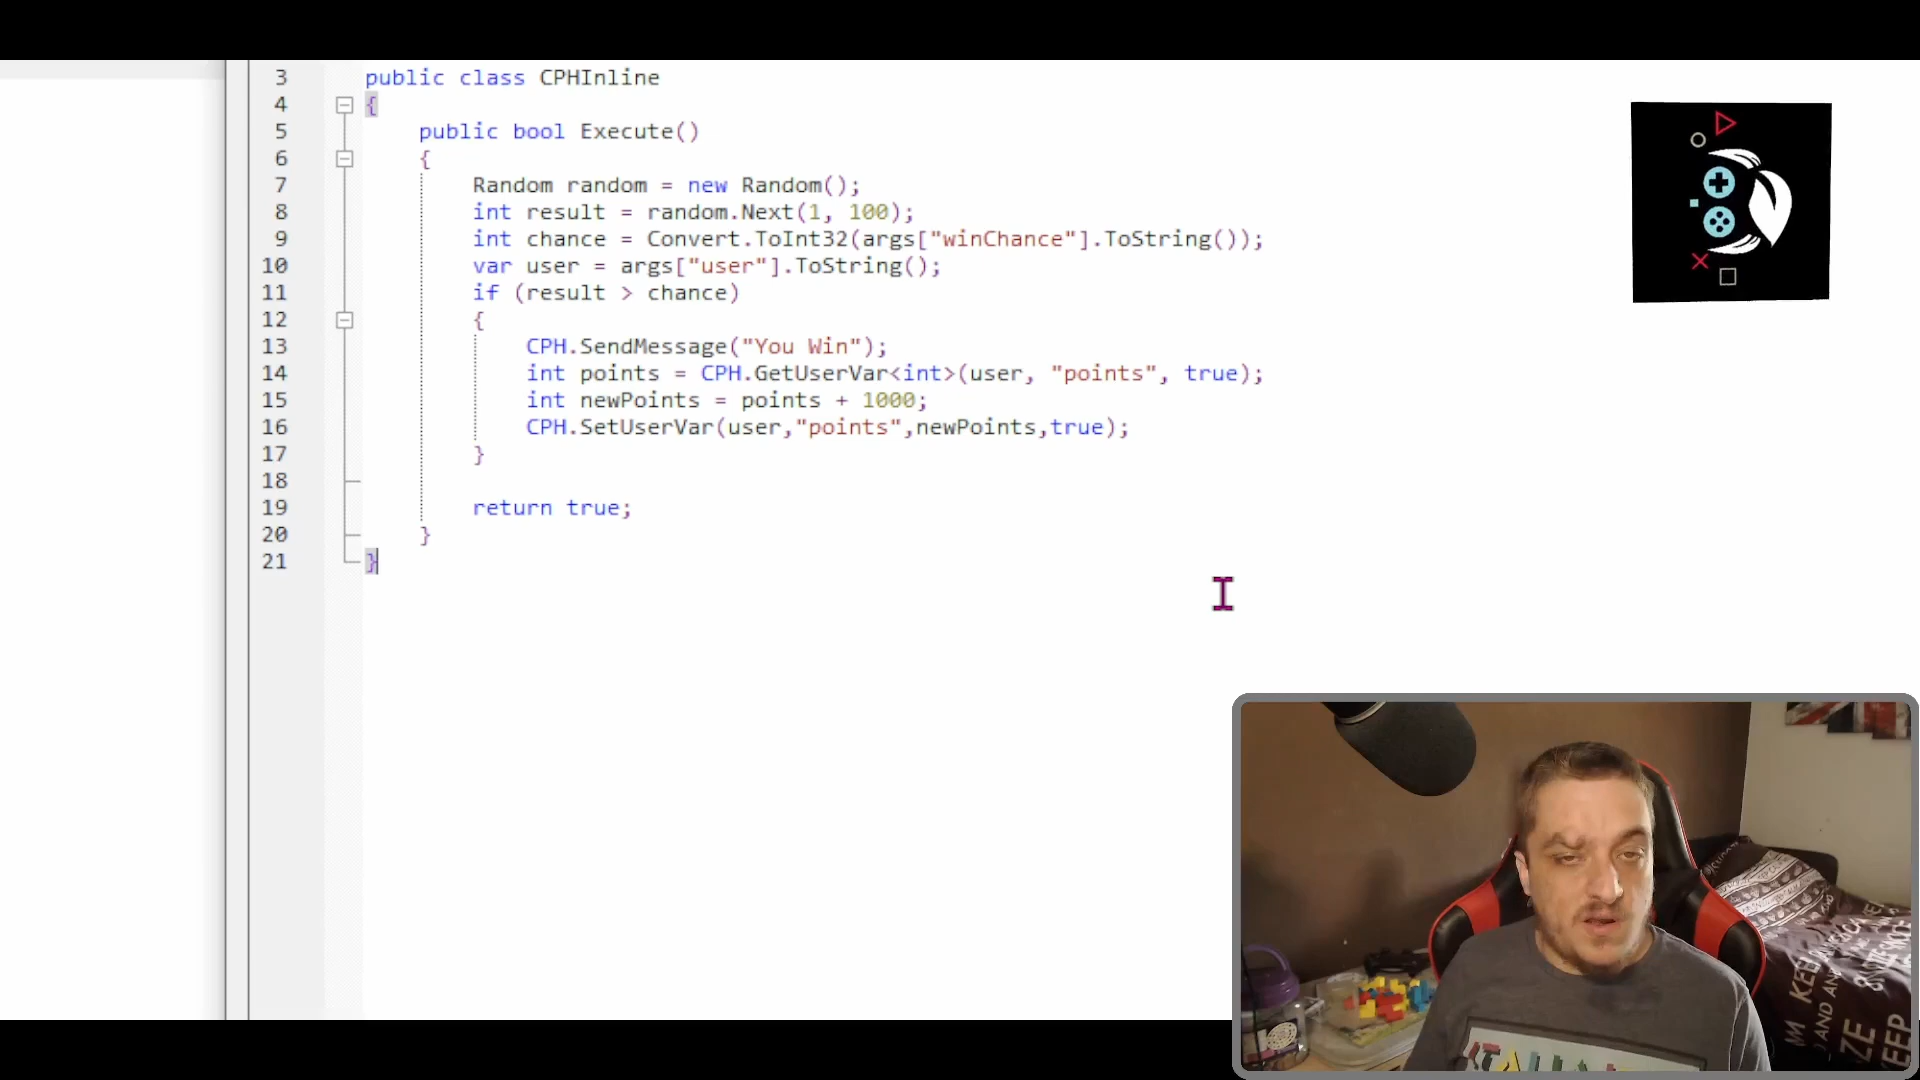 3 public class CPHInline
4 {
5 public bool Execute()
6 {
7 Random random = new Random();
8 int result = random.Next(1, 100);
9 int chance = Convert.ToInt32(args["winChance"].ToString());
10 var user = args["user"].ToString();
11 if (result > chance)
12 {
13 CPH.SendMessage("You Win");
14 int points = CPH.GetUserVar<int>(user, "points", true);
15 int newPoints = points + 1000;
16 CPH.SetUserVar(user,"points",newPoints,true);
17 }
18
19 return true;
20 }
21 }
KEEP
AND